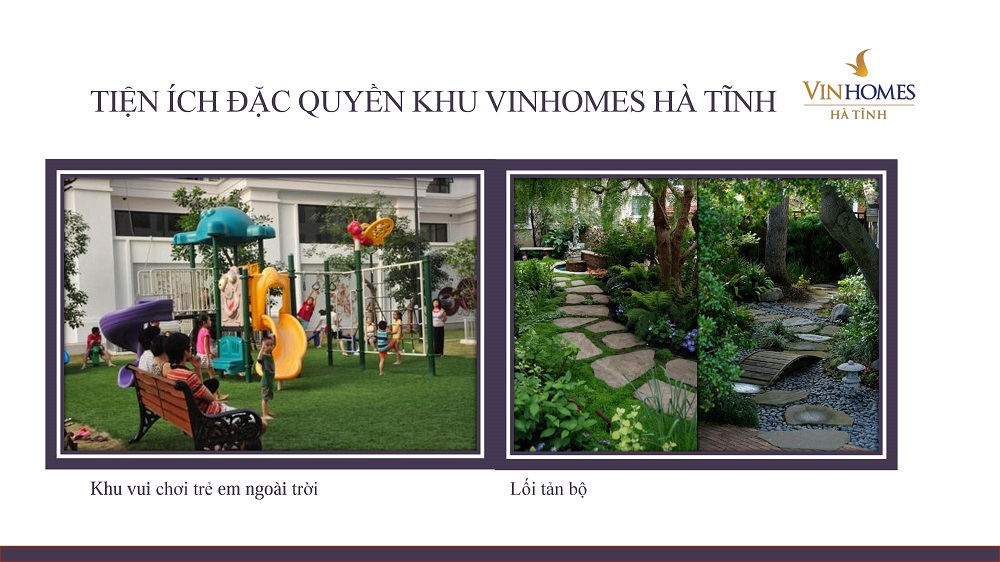 TIỆN ÍCH ĐẶC QUYỀN KHU VINHOMES HÀ TĨNH
VINHOMES
HÀ TĨNH
Khu vui chơi trẻ em ngoài trời
Lối tản bộ